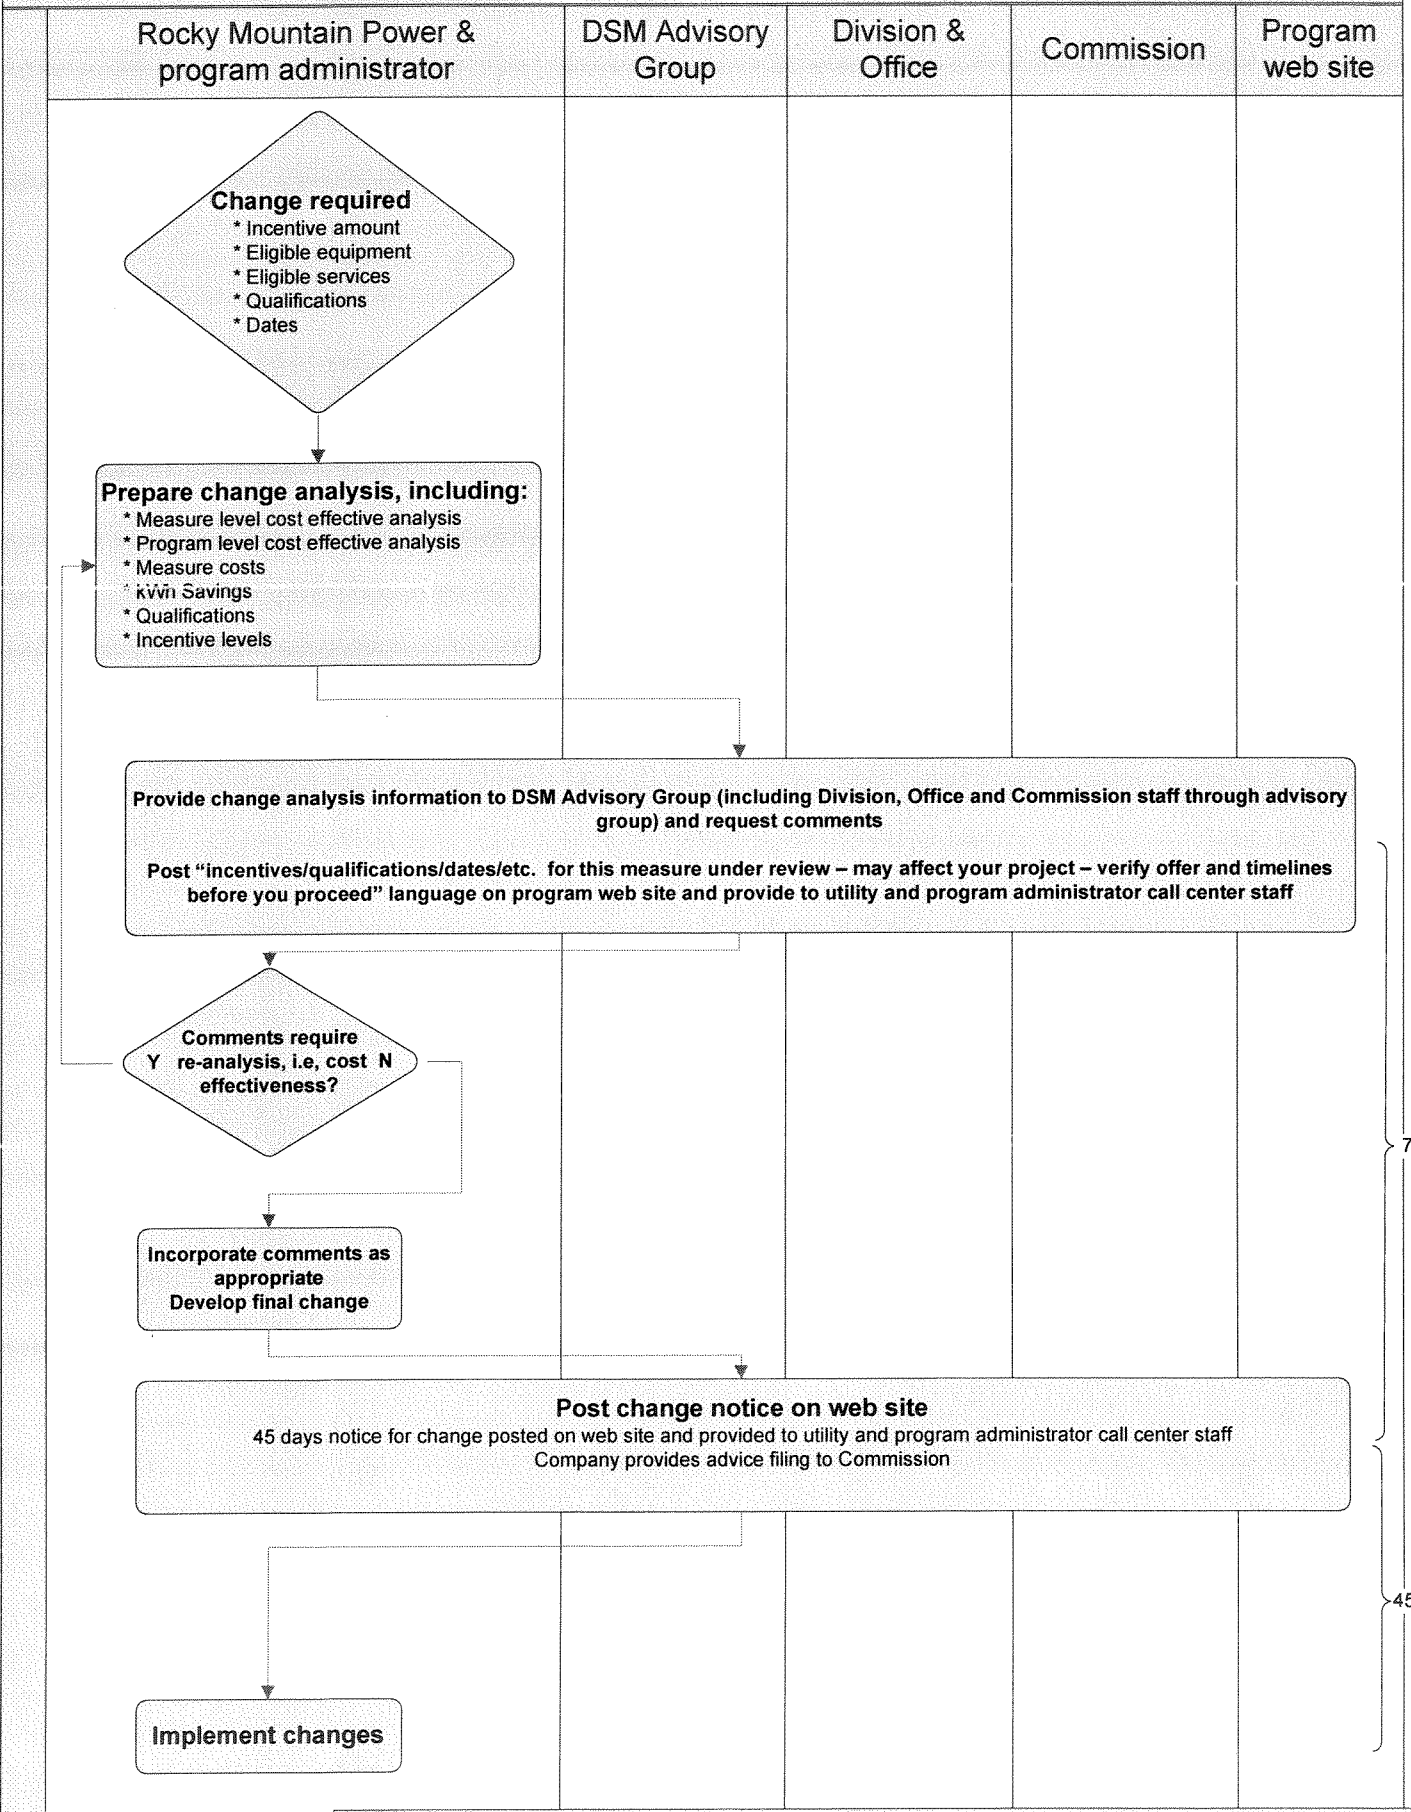 Rocky Mountain Power &
program administrator
DSM Advisory
Group
Division &
Office
Commission
Program
web site
Change required
* Incentive amount
* Eligible equipment
* Eligible services
* Qualifications
* Dates
Prepare change analysis, including:
* Measure level cost effective analysis
* Program level cost effective analysis
* Measure costs
* kWh Savings
* Qualifications
* Incentive levels
Provide change analysis information to DSM Advisory Group (including Division, Office and Commission staff through advisory
group) and request comments
Post “incentives/qualifications/dates/etc. for this measure under review – may affect your project – verify offer and timelines
before you proceed” language on program web site and provide to utility and program administrator call center staff
Comments require
Y re-analysis, i.e, cost N
effectiveness?
7
Incorporate comments as
appropriate
Develop final change
Post change notice on web site
45 days notice for change posted on web site and provided to utility and program administrator call center staff
Company provides advice filing to Commission
45
Implement changes